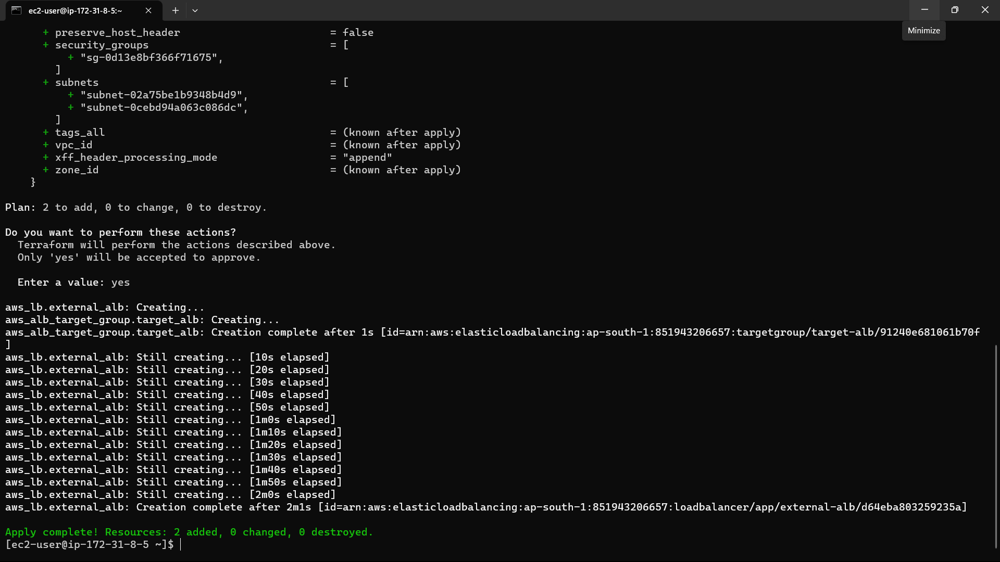 ec2-user@ip-172-31-8-5:~
Minimize
+ preserve_host_header = false
+ security_groups = [
+ "sg-0d13e8bf366f71675",
]
+ subnets = [
+ "subnet-02a75be1b9348b4d9",
+ "subnet-0cebd94a063c086dc",
]
+ tags_all = (known after apply)
+ vpc_id = (known after apply)
+ xff_header_processing_mode = "append"
+ zone_id = (known after apply)
}
Plan: 2 to add, 0 to change, 0 to destroy.
Do you want to perform these actions?
Terraform will perform the actions described above.
Only 'yes' will be accepted to approve.
Enter a value: yes
aws_lb.external_alb: Creating...
aws_alb_target_group.target_alb: Creating...
aws_alb_target_group.target_alb: Creation complete after 1s [id=arn:aws:elasticloadbalancing:ap-south-1:851943206657:targetgroup/target-alb/91240e681061b70f
]
aws_lb.external_alb: Still creating... [10s elapsed]
aws_lb.external_alb: Still creating... [20s elapsed]
aws_lb.external_alb: Still creating... [30s elapsed]
aws_lb.external_alb: Still creating... [40s elapsed]
aws_lb.external_alb: Still creating... [50s elapsed]
aws_lb.external_alb: Still creating... [1m0s elapsed]
aws_lb.external_alb: Still creating... [1m10s elapsed]
aws_lb.external_alb: Still creating... [1m20s elapsed]
aws_lb.external_alb: Still creating... [1m30s elapsed]
aws_lb.external_alb: Still creating... [1m40s elapsed]
aws_lb.external_alb: Still creating... [1m50s elapsed]
aws_lb.external_alb: Still creating... [2m0s elapsed]
aws_lb.external_alb: Creation complete after 2m1s [id=arn:aws:elasticloadbalancing:ap-south-1:851943206657:loadbalancer/app/external-alb/d64eba803259235a]
Apply complete! Resources: 2 added, 0 changed, 0 destroyed.
[ec2-user@ip-172-31-8-5 ~]$